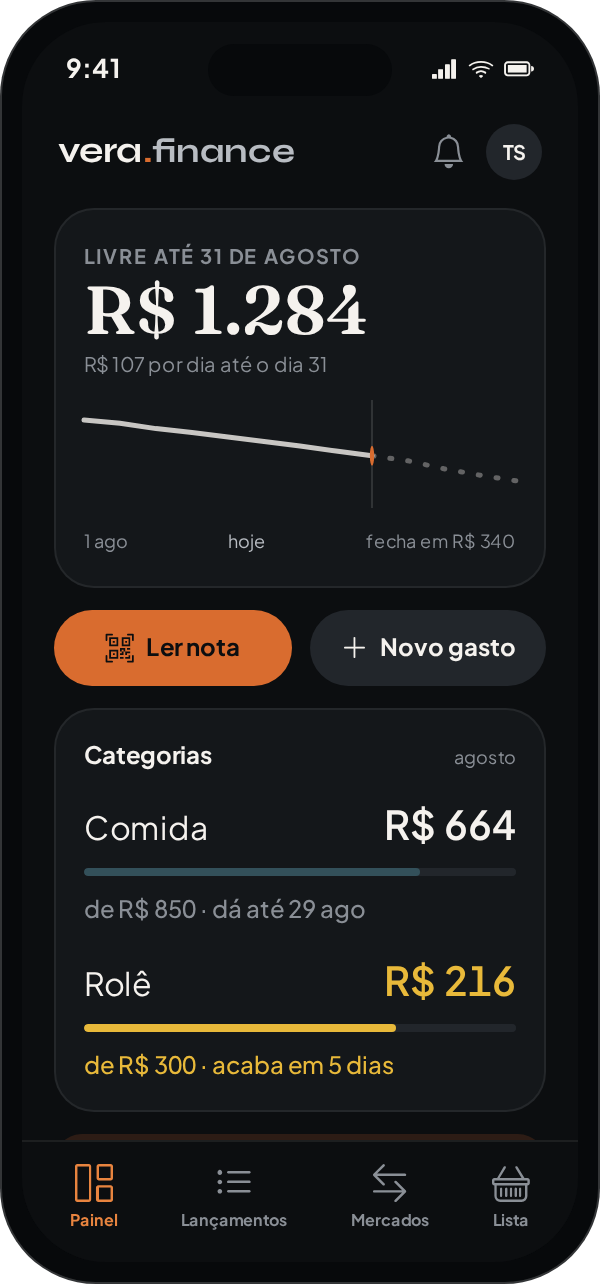 9:41
vera.finance
TS
LIVRE ATÉ 31 DE AGOSTO
R$ 1.284
R$ 107 por dia até o dia 31
1 ago hoje fecha em R$ 340
Ler nota
Novo gasto
Categorias agosto
Comida R$ 664
de R$ 850 · dá até 29 ago
Rolê R$ 216
de R$ 300 · acaba em 5 dias
Painel Lançamentos Mercados Lista